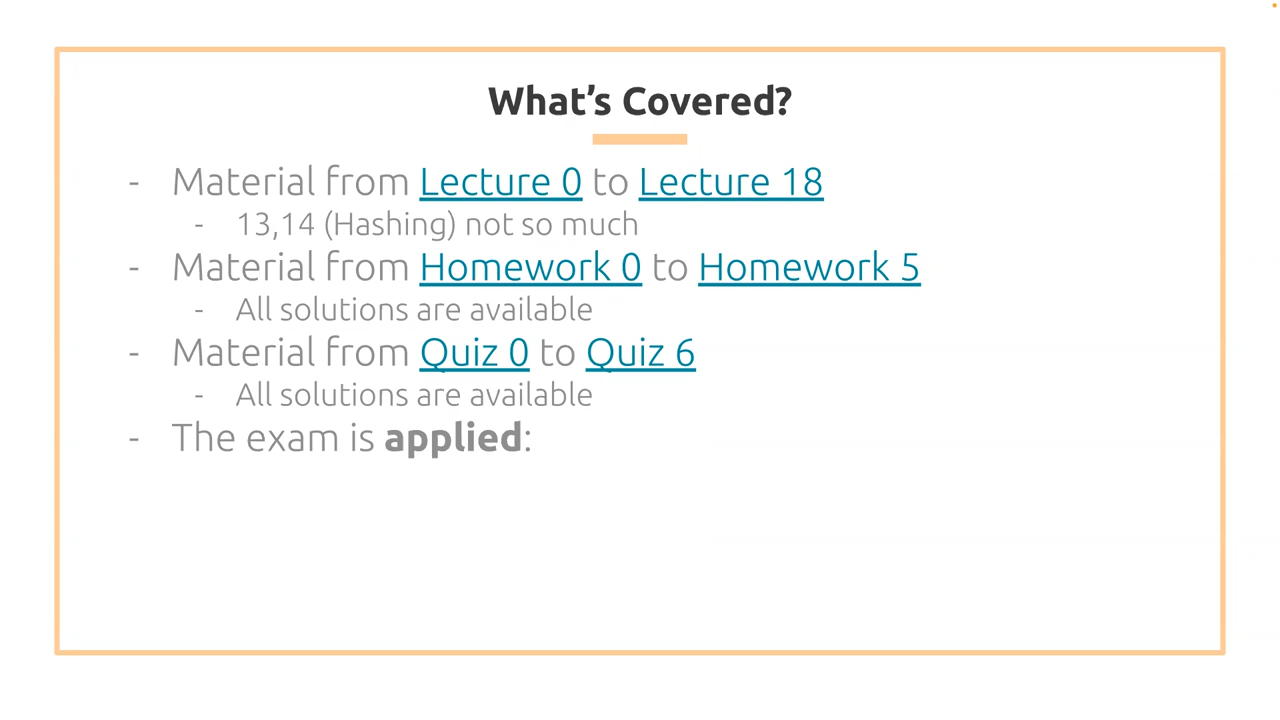 What’s Covered?
- Material from Lecture 0 to Lecture 18
- 13,14 (Hashing) not so much
- Material from Homework 0 to Homework 5
- All solutions are available
- Material from Quiz 0 to Quiz 6
- All solutions are available
- The exam is applied: